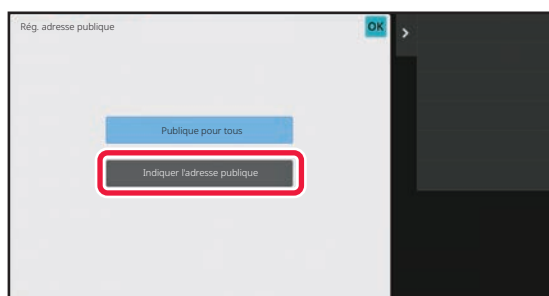 Rég. adresse publique
OK
>
Publique pour tous
Indiquer l'adresse publique